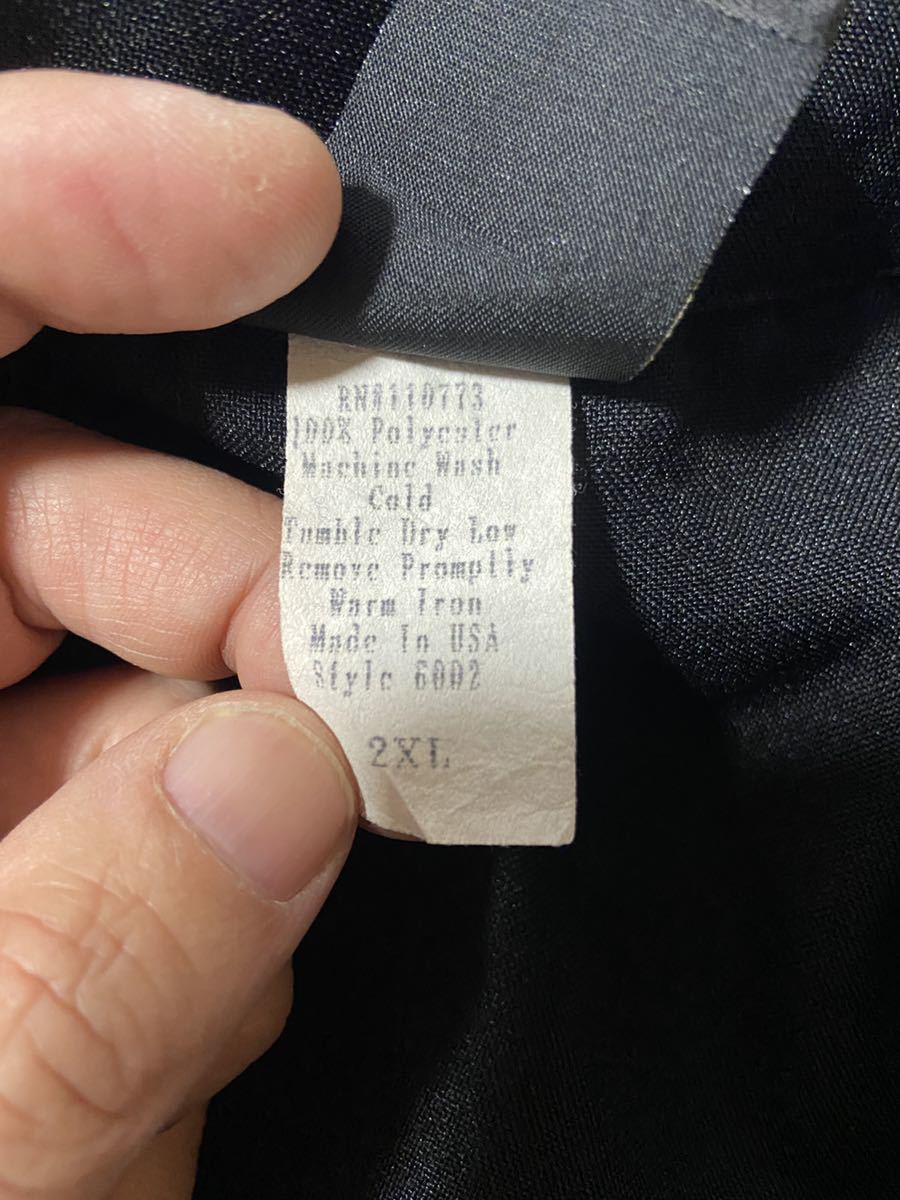 RN#110773
100% Polyester
Machine Wash
Cold
Tumble Dry Low
Remove Promptly
Warm Iron
Made In USA
Style 6002
2XL